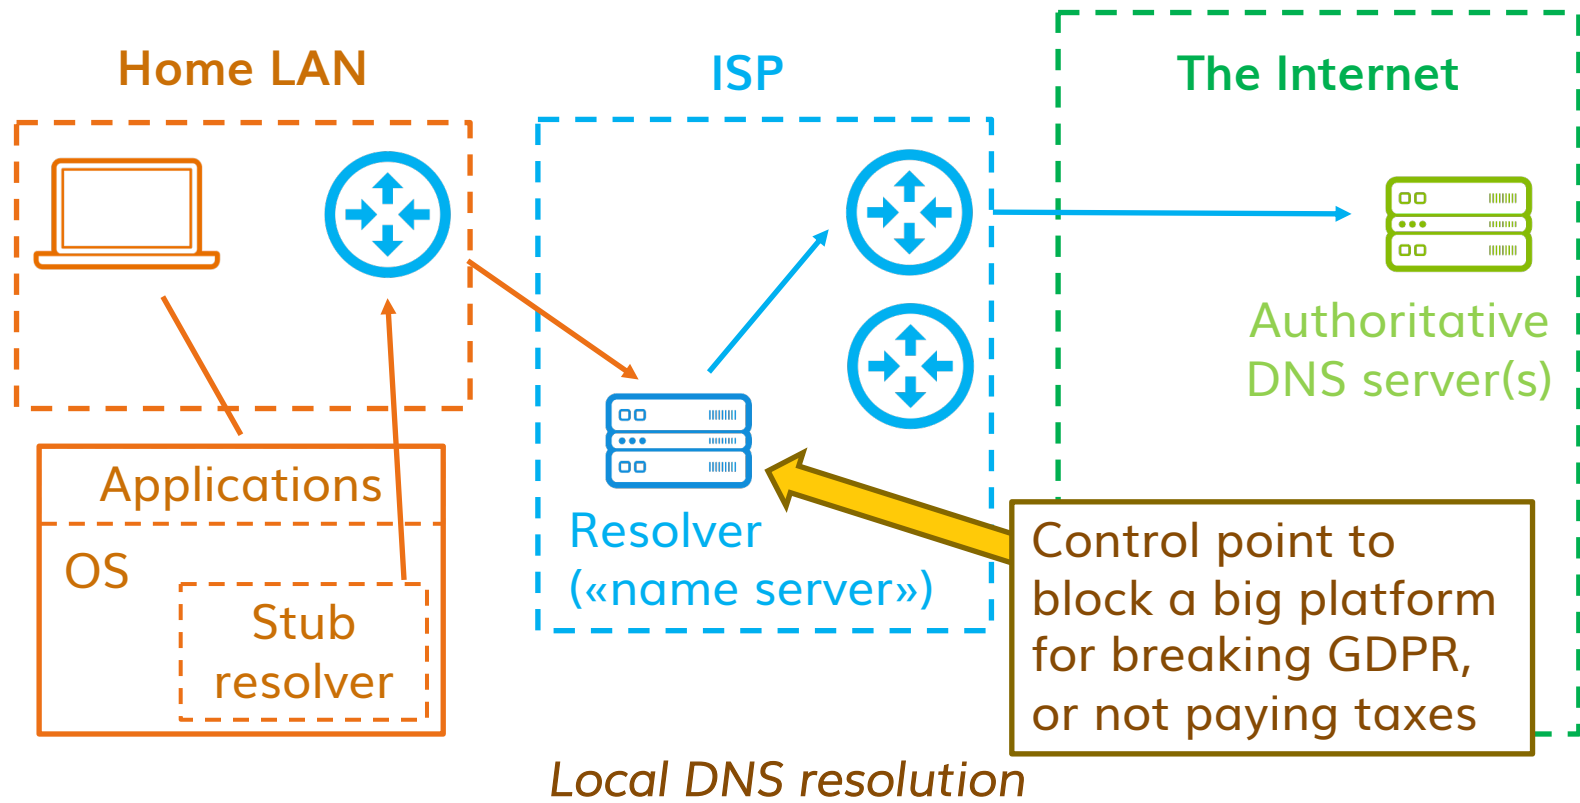 Home LAN
ISP
The Internet
Authoritative
DNS server(s)
Applications
OS
Stub
resolver
Resolver
(«name server»)
Control point to
block a big platform
for breaking GDPR,
or not paying taxes
Local DNS resolution